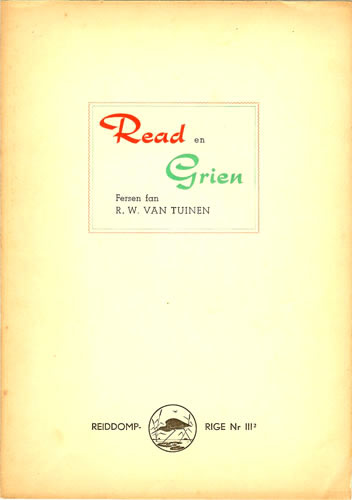 Read en
Grien
Fersen fan
R. W. VAN TUINEN
REIDDOMP- RIGE Nr III²